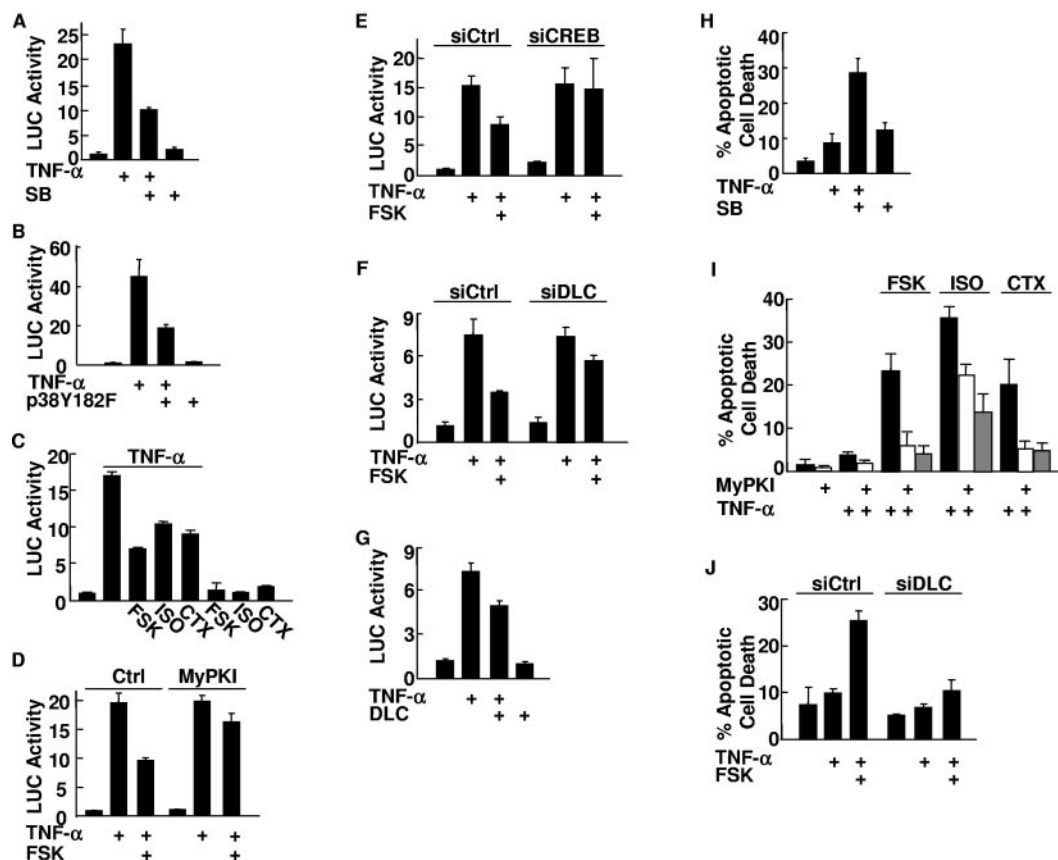 A
LUC Activity
25
20
15
10
5
0
TNF-α + +
SB + +
B
LUC Activity
60
40
20
0
TNF-α + +
p38Y182F + +
C
TNF-α
LUC Activity
20
15
10
5
0
FSK ISO CTX FSK ISO CTX
D
Ctrl MyPKI
LUC Activity
20
15
10
5
0
TNF-α + + + +
FSK + +
E
siCtrl siCREB
LUC Activity
20
15
10
5
0
TNF-α + + + +
FSK + +
F
siCtrl siDLC
LUC Activity
9
6
3
0
TNF-α + + + +
FSK + +
G
LUC Activity
9
6
3
0
TNF-α + +
DLC + +
H
% Apoptotic
Cell Death
40
30
20
10
0
TNF-α + +
SB + +
I
FSK ISO CTX
% Apoptotic
Cell Death
40
30
20
10
0
MyPKI + + + + +
TNF-α ++ ++ ++ ++
J
siCtrl siDLC
% Apoptotic
Cell Death
30
20
10
0
TNF-α + + + +
FSK + +